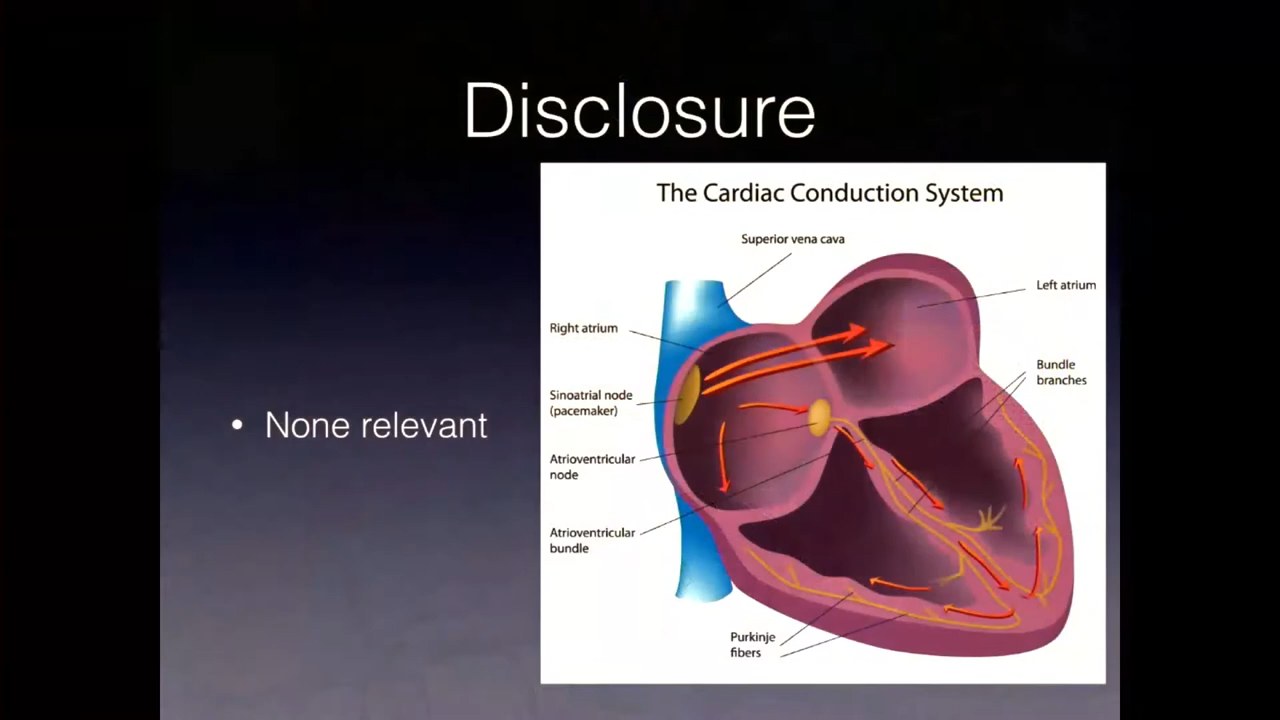 Disclosure
• None relevant
The Cardiac Conduction System
Superior vena cava
Left atrium
Right atrium
Bundle
branches
Sinoatrial node
(pacemaker)
Atrioventricular
node
Atrioventricular
bundle
Purkinje
fibers